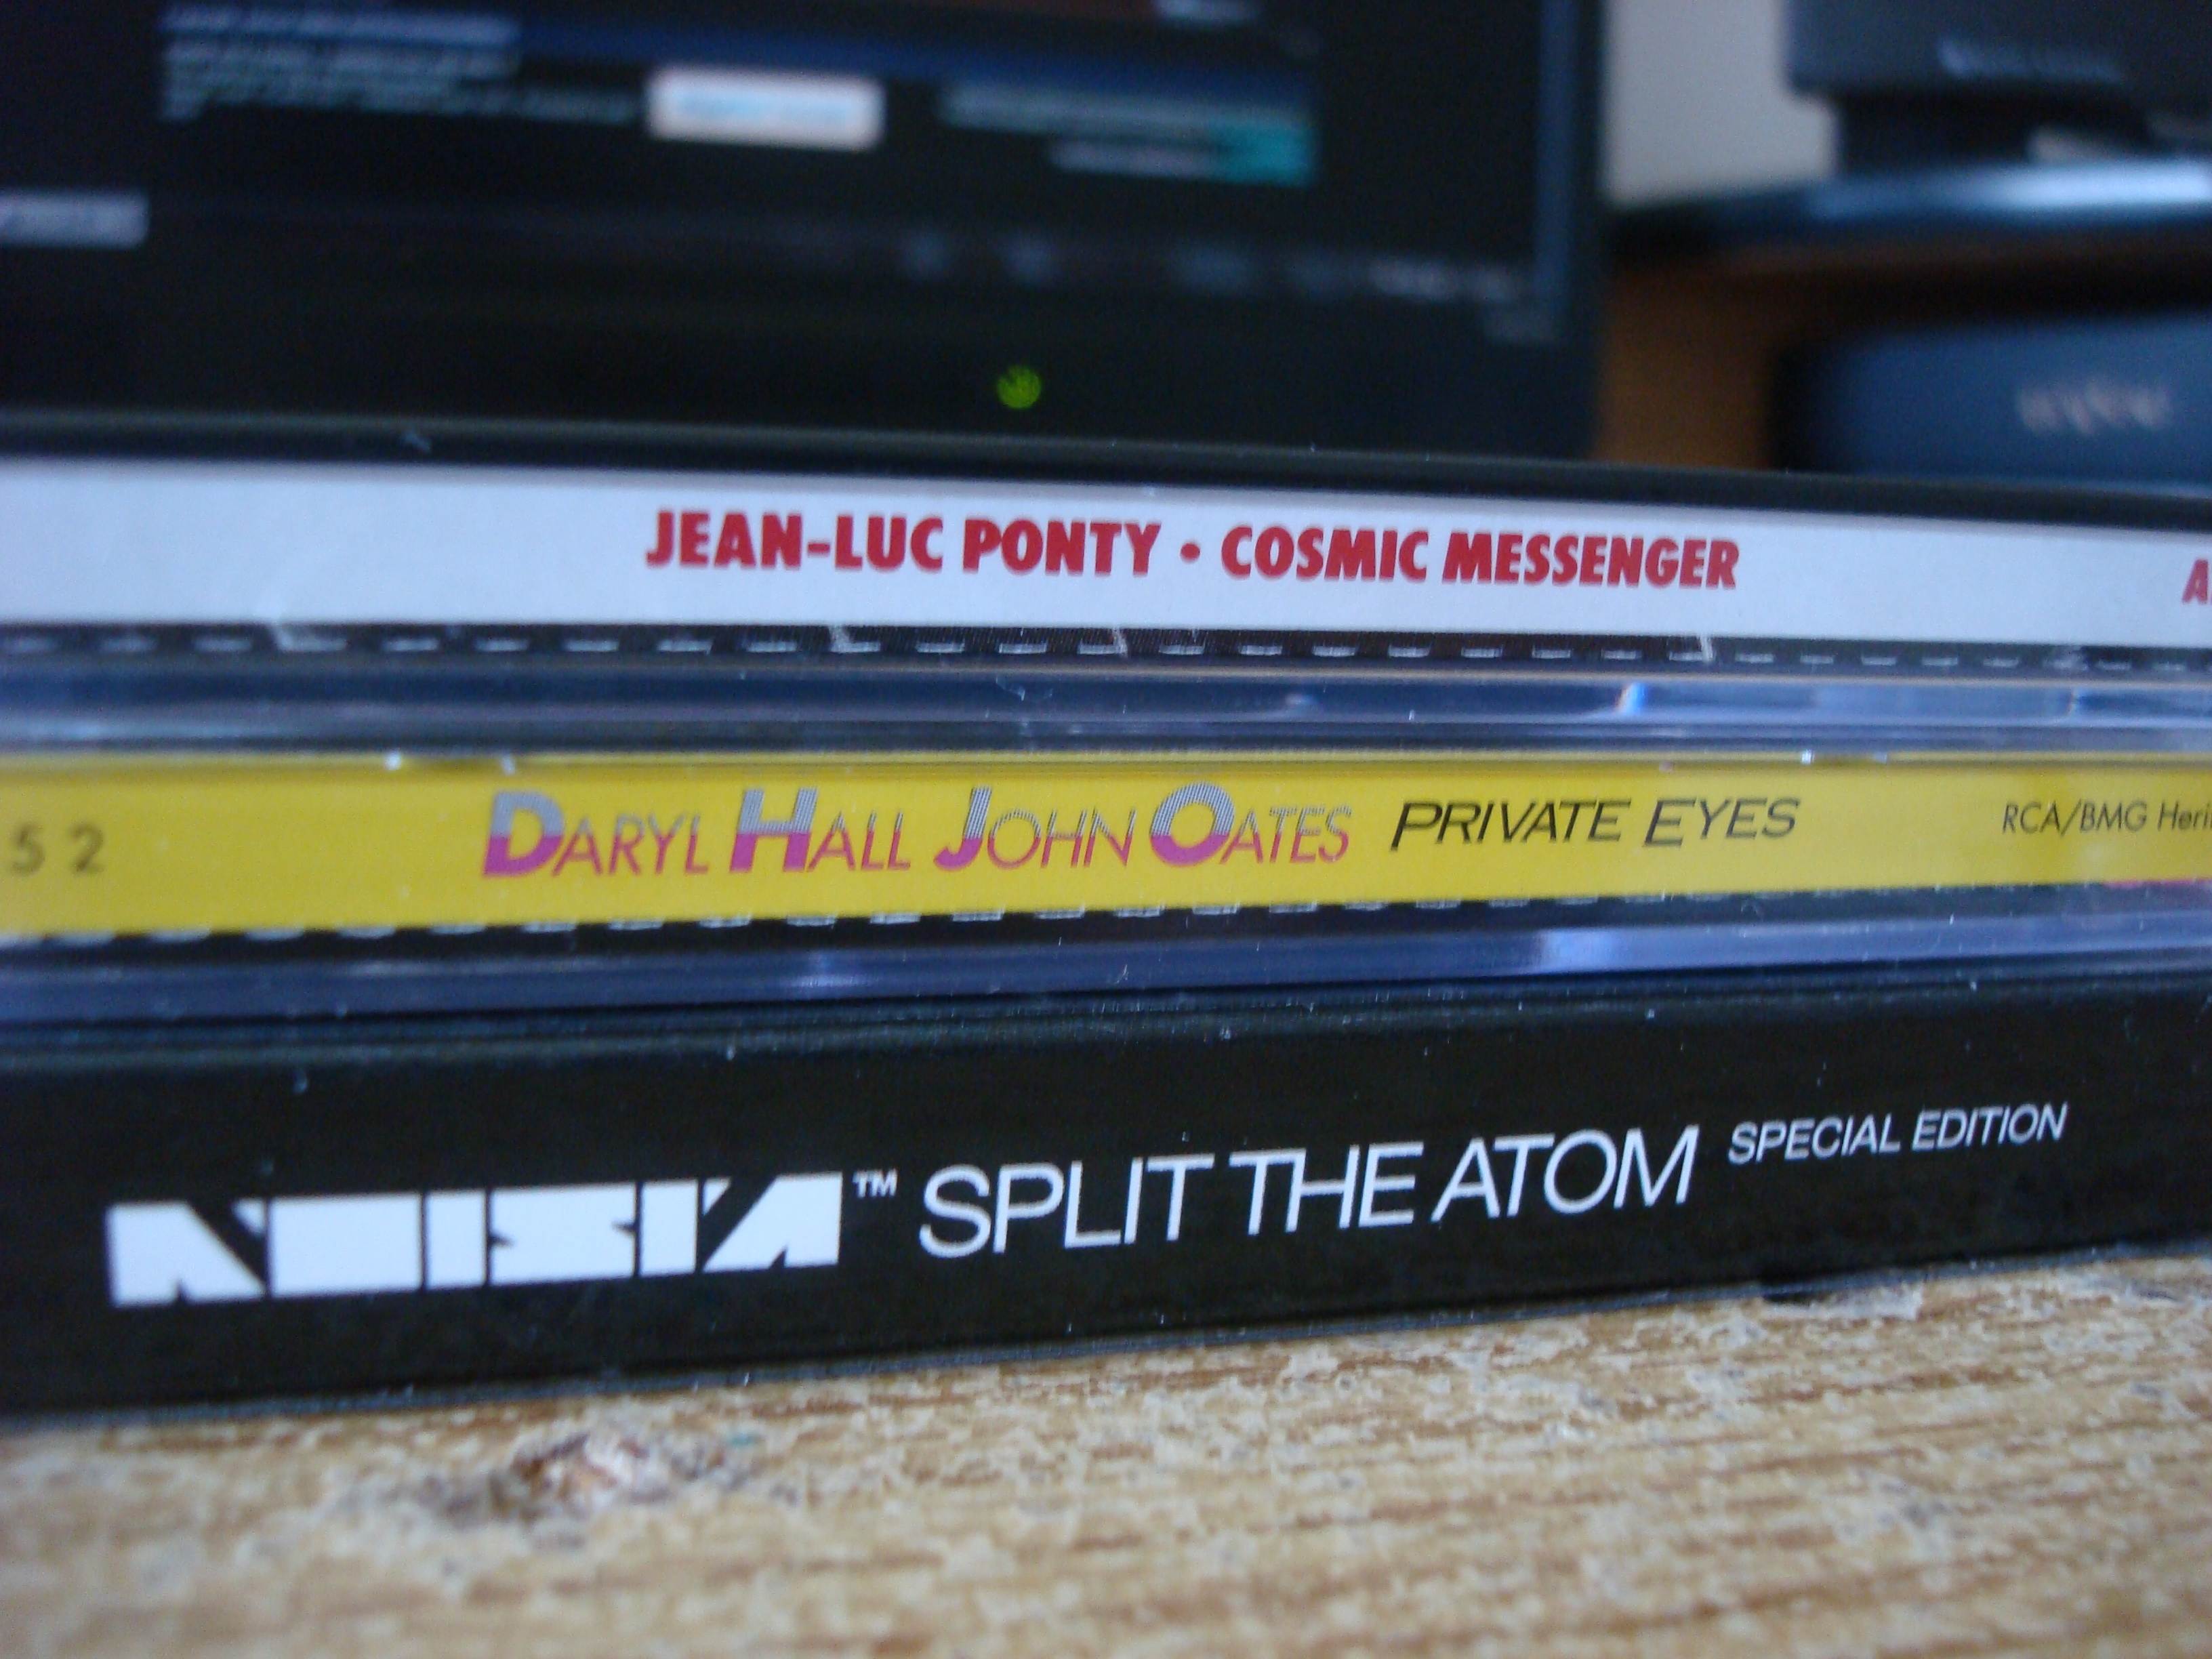 JEAN-LUC PONTY • COSMIC MESSENGER
52 DARYL HALL JOHN OATES PRIVATE EYES RCA/BMG Heri
NOISIA™ SPLIT THE ATOM SPECIAL EDITION